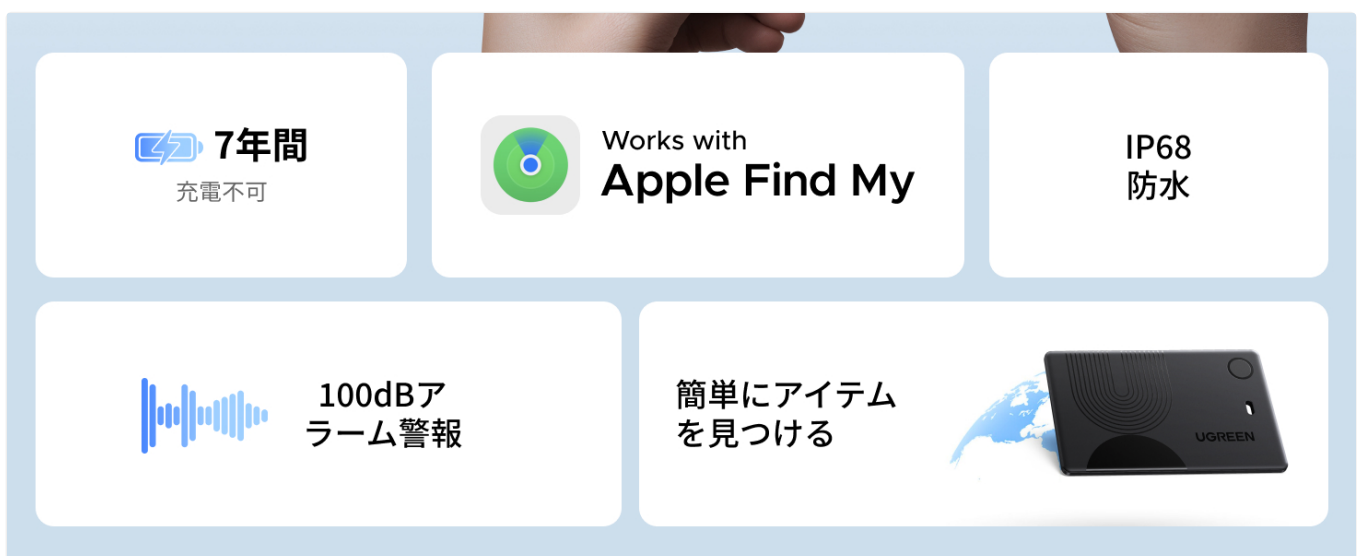 7年間
充電不可
Works with
Apple Find My
IP68
防水
100dBア
ラーム警報
簡単にアイテム
を見つける
UGREEN